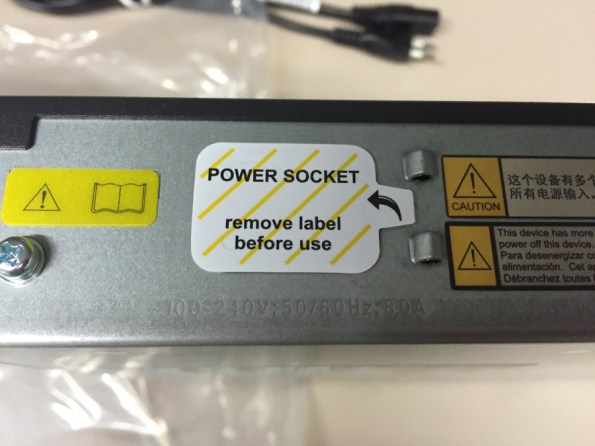 POWER SOCKET
remove label
before use
CAUTION
这个设备有多个
所有电源输入.
This device has more
power off this device.
Para desenergizar co
alimentación. Cet ap
Débranchez toutes l
100-240V;50/60Hz;8.0A